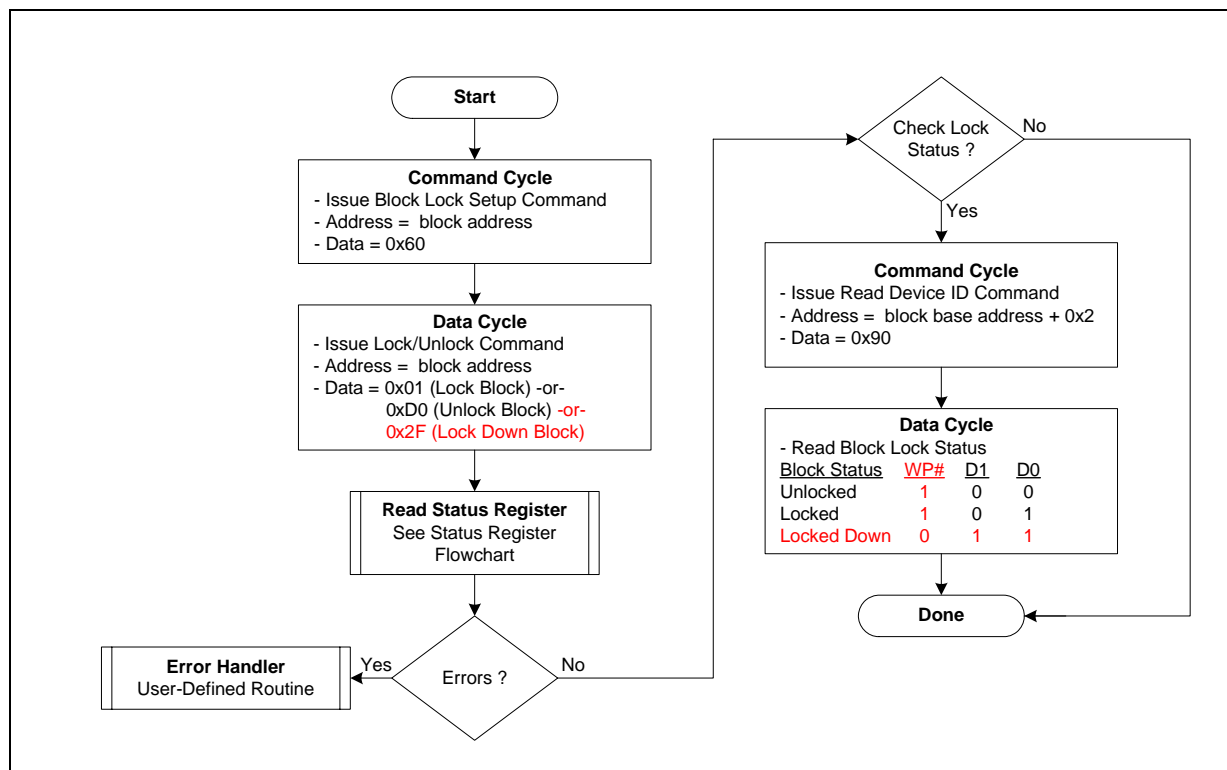 Start
Command Cycle
- Issue Block Lock Setup Command
- Address = block address
- Data = 0x60
Data Cycle
- Issue Lock/Unlock Command
- Address = block address
- Data = 0x01 (Lock Block) -or-
0xD0 (Unlock Block) -or-
0x2F (Lock Down Block)
Read Status Register
See Status Register
Flowchart
Errors ?
Yes
No
Error Handler
User-Defined Routine
Check Lock
Status ?
No
Yes
Command Cycle
- Issue Read Device ID Command
- Address = block base address + 0x2
- Data = 0x90
Data Cycle
- Read Block Lock Status
Block Status WP# D1 D0
Unlocked 1 0 0
Locked 1 0 1
Locked Down 0 1 1
Done